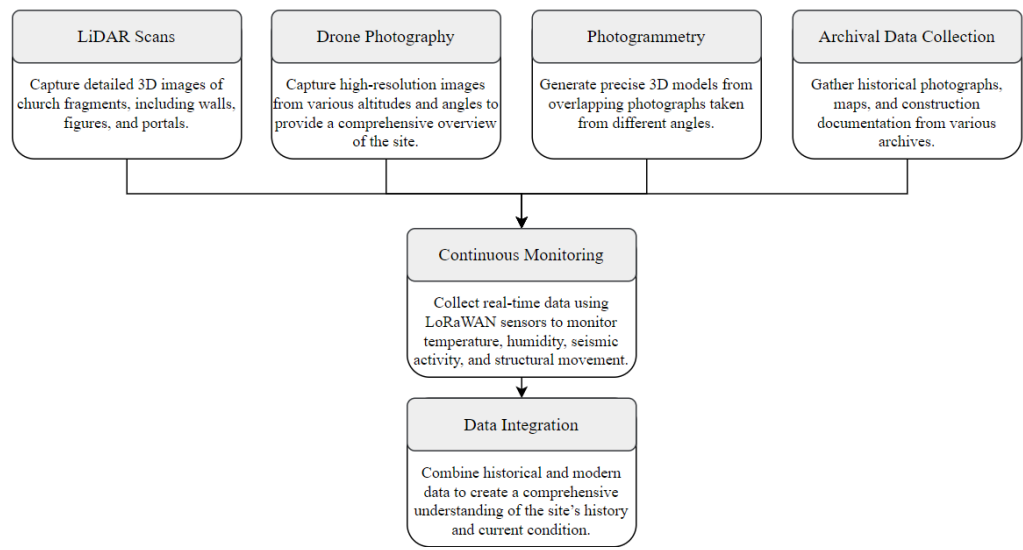 LiDAR Scans
Capture detailed 3D images of
church fragments, including walls,
figures, and portals.
Drone Photography
Capture high-resolution images
from various altitudes and angles to
provide a comprehensive overview
of the site.
Photogrammetry
Generate precise 3D models from
overlapping photographs taken
from different angles.
Archival Data Collection
Gather historical photographs,
maps, and construction
documentation from various
archives.
Continuous Monitoring
Collect real-time data using
LoRaWAN sensors to monitor
temperature, humidity, seismic
activity, and structural movement.
Data Integration
Combine historical and modern
data to create a comprehensive
understanding of the site’s history
and current condition.